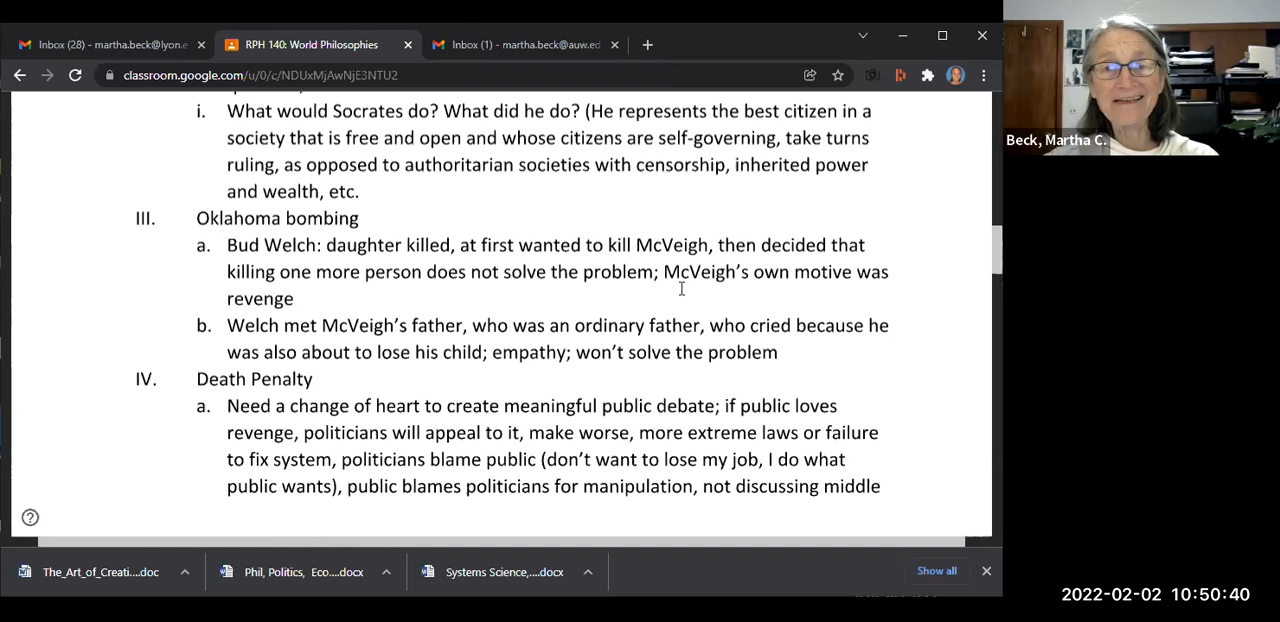 Inbox (28) - martha.beck@lyon.e
RPH 140: World Philosophies
Inbox (1) - martha.beck@auw.ed
classroom.google.com/u/0/c/NDUxMjAwNjE3NTU2
Beck, Martha C.
i. What would Socrates do? What did he do? (He represents the best citizen in a
society that is free and open and whose citizens are self-governing, take turns
ruling, as opposed to authoritarian societies with censorship, inherited power
and wealth, etc.
III. Oklahoma bombing
a. Bud Welch: daughter killed, at first wanted to kill McVeigh, then decided that
killing one more person does not solve the problem; McVeigh's own motive was
revenge
b. Welch met McVeigh's father, who was an ordinary father, who cried because he
was also about to lose his child; empathy; won't solve the problem
IV. Death Penalty
a. Need a change of heart to create meaningful public debate; if public loves
revenge, politicians will appeal to it, make worse, more extreme laws or failure
to fix system, politicians blame public (don't want to lose my job, I do what
public wants), public blames politicians for manipulation, not discussing middle
?
The_Art_of_Creati....doc
Phil, Politics, Eco....docx
Systems Science,....docx
Show all
2022-02-02 10:50:40